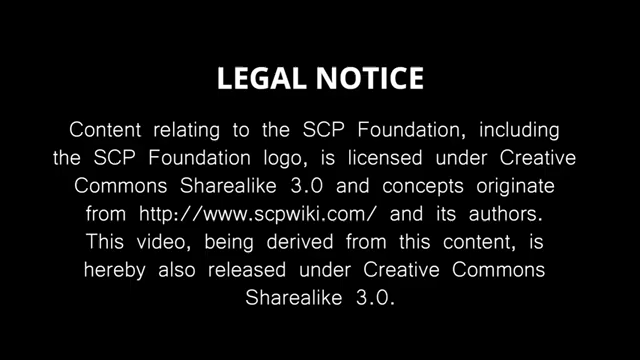 LEGAL NOTICE
Content relating to the SCP Foundation, including
the SCP Foundation logo, is licensed under Creative
Commons Sharealike 3.0 and concepts originate
from http://www.scpwiki.com/ and its authors.
This video, being derived from this content, is
hereby also released under Creative Commons
Sharealike 3.0.